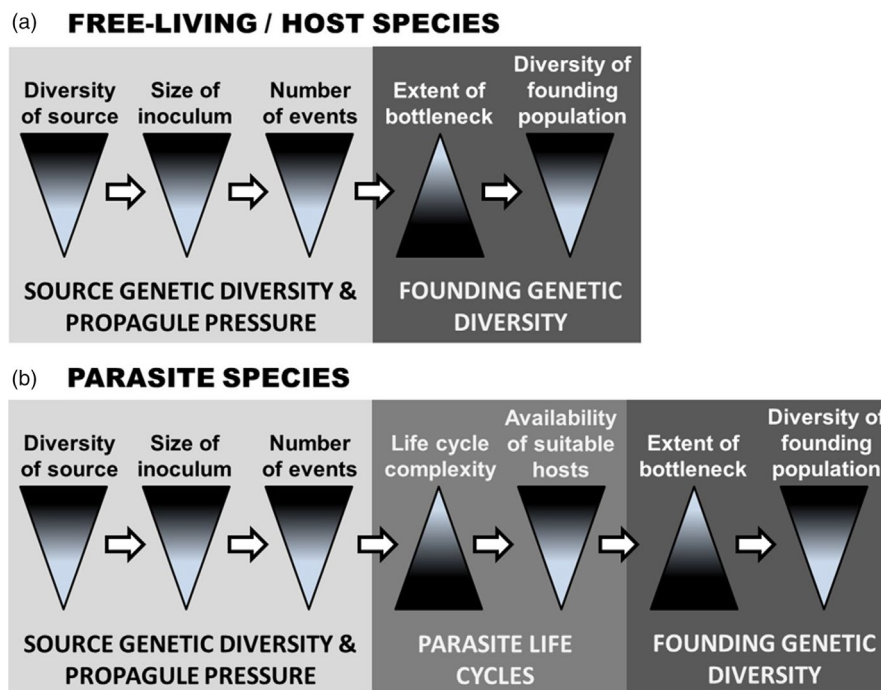 (a) FREE-LIVING / HOST SPECIES
Diversity
of source
Size of
inoculum
Number
of events
Extent of
bottleneck
Diversity of
founding
population
SOURCE GENETIC DIVERSITY &
PROPAGULE PRESSURE
FOUNDING GENETIC
DIVERSITY
(b) PARASITE SPECIES
Diversity
of source
Size of
inoculum
Number
of events
Life cycle
complexity
Availability
of suitable
hosts
Extent of
bottleneck
Diversity of
founding
population
SOURCE GENETIC DIVERSITY &
PROPAGULE PRESSURE
PARASITE LIFE
CYCLES
FOUNDING GENETIC
DIVERSITY